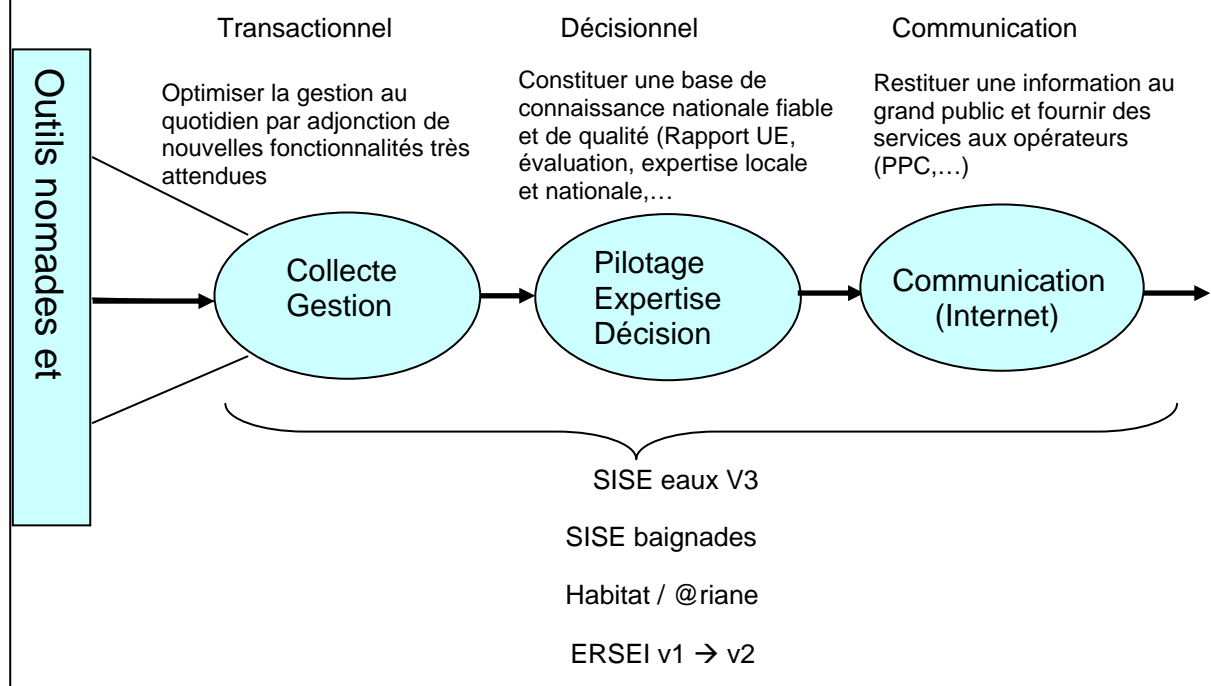 Transactionnel
Décisionnel
Communication
Outils nomades et
Optimiser la gestion au
quotidien par adjonction de
nouvelles fonctionnalités très
attendues
Constituer une base de
connaissance nationale fiable
et de qualité (Rapport UE,
évaluation, expertise locale
et nationale,…
Restituer une information au
grand public et fournir des
services aux opérateurs
(PPC,…)
Collecte
Gestion
Pilotage
Expertise
Décision
Communication
(Internet)
SISE eaux V3
SISE baignades
Habitat / @riane
ERSEI v1 → v2